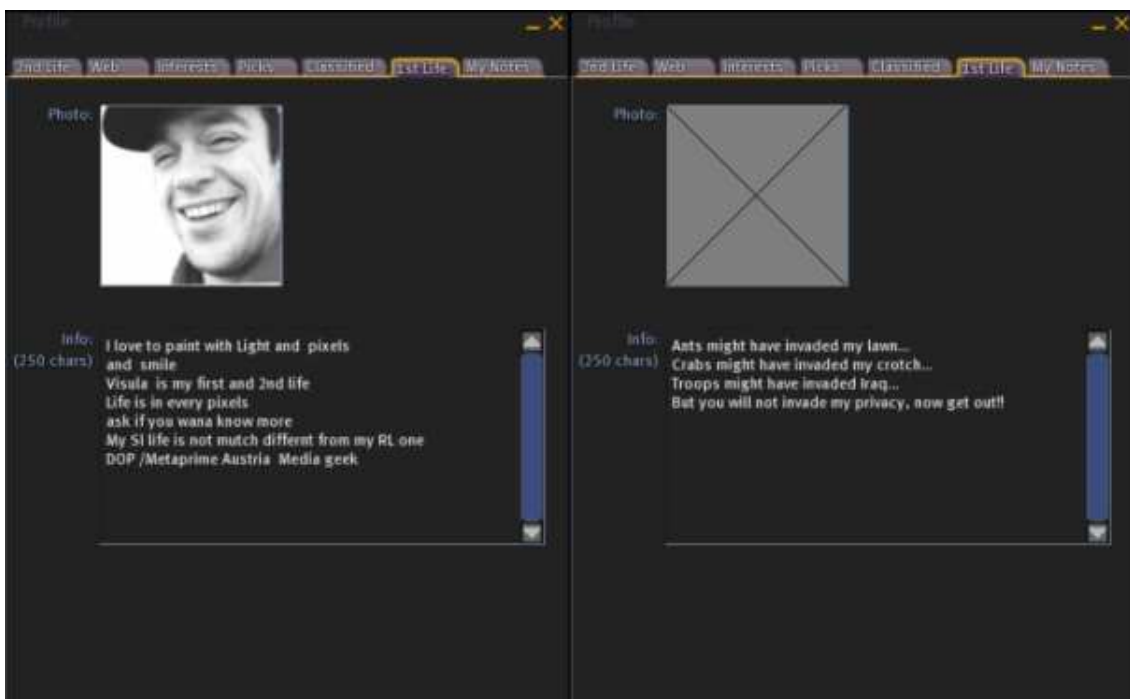 Profile
2nd Life Web Interests Picks Classified 1st Life My Notes
Photo:
Info:
(250 chars)
I love to paint with Light and pixels
and smile
Visula is my first and 2nd life
Life is in every pixels
ask if you wana know more
My Sl life is not mutch differnt from my RL one
DOP /Metaprime Austria Media geek
Profile
2nd Life Web Interests Picks Classified 1st Life My Notes
Photo:
Info:
(250 chars)
Ants might have invaded my lawn...
Crabs might have invaded my crotch...
Troops might have invaded Iraq...
But you will not invade my privacy, now get out!!